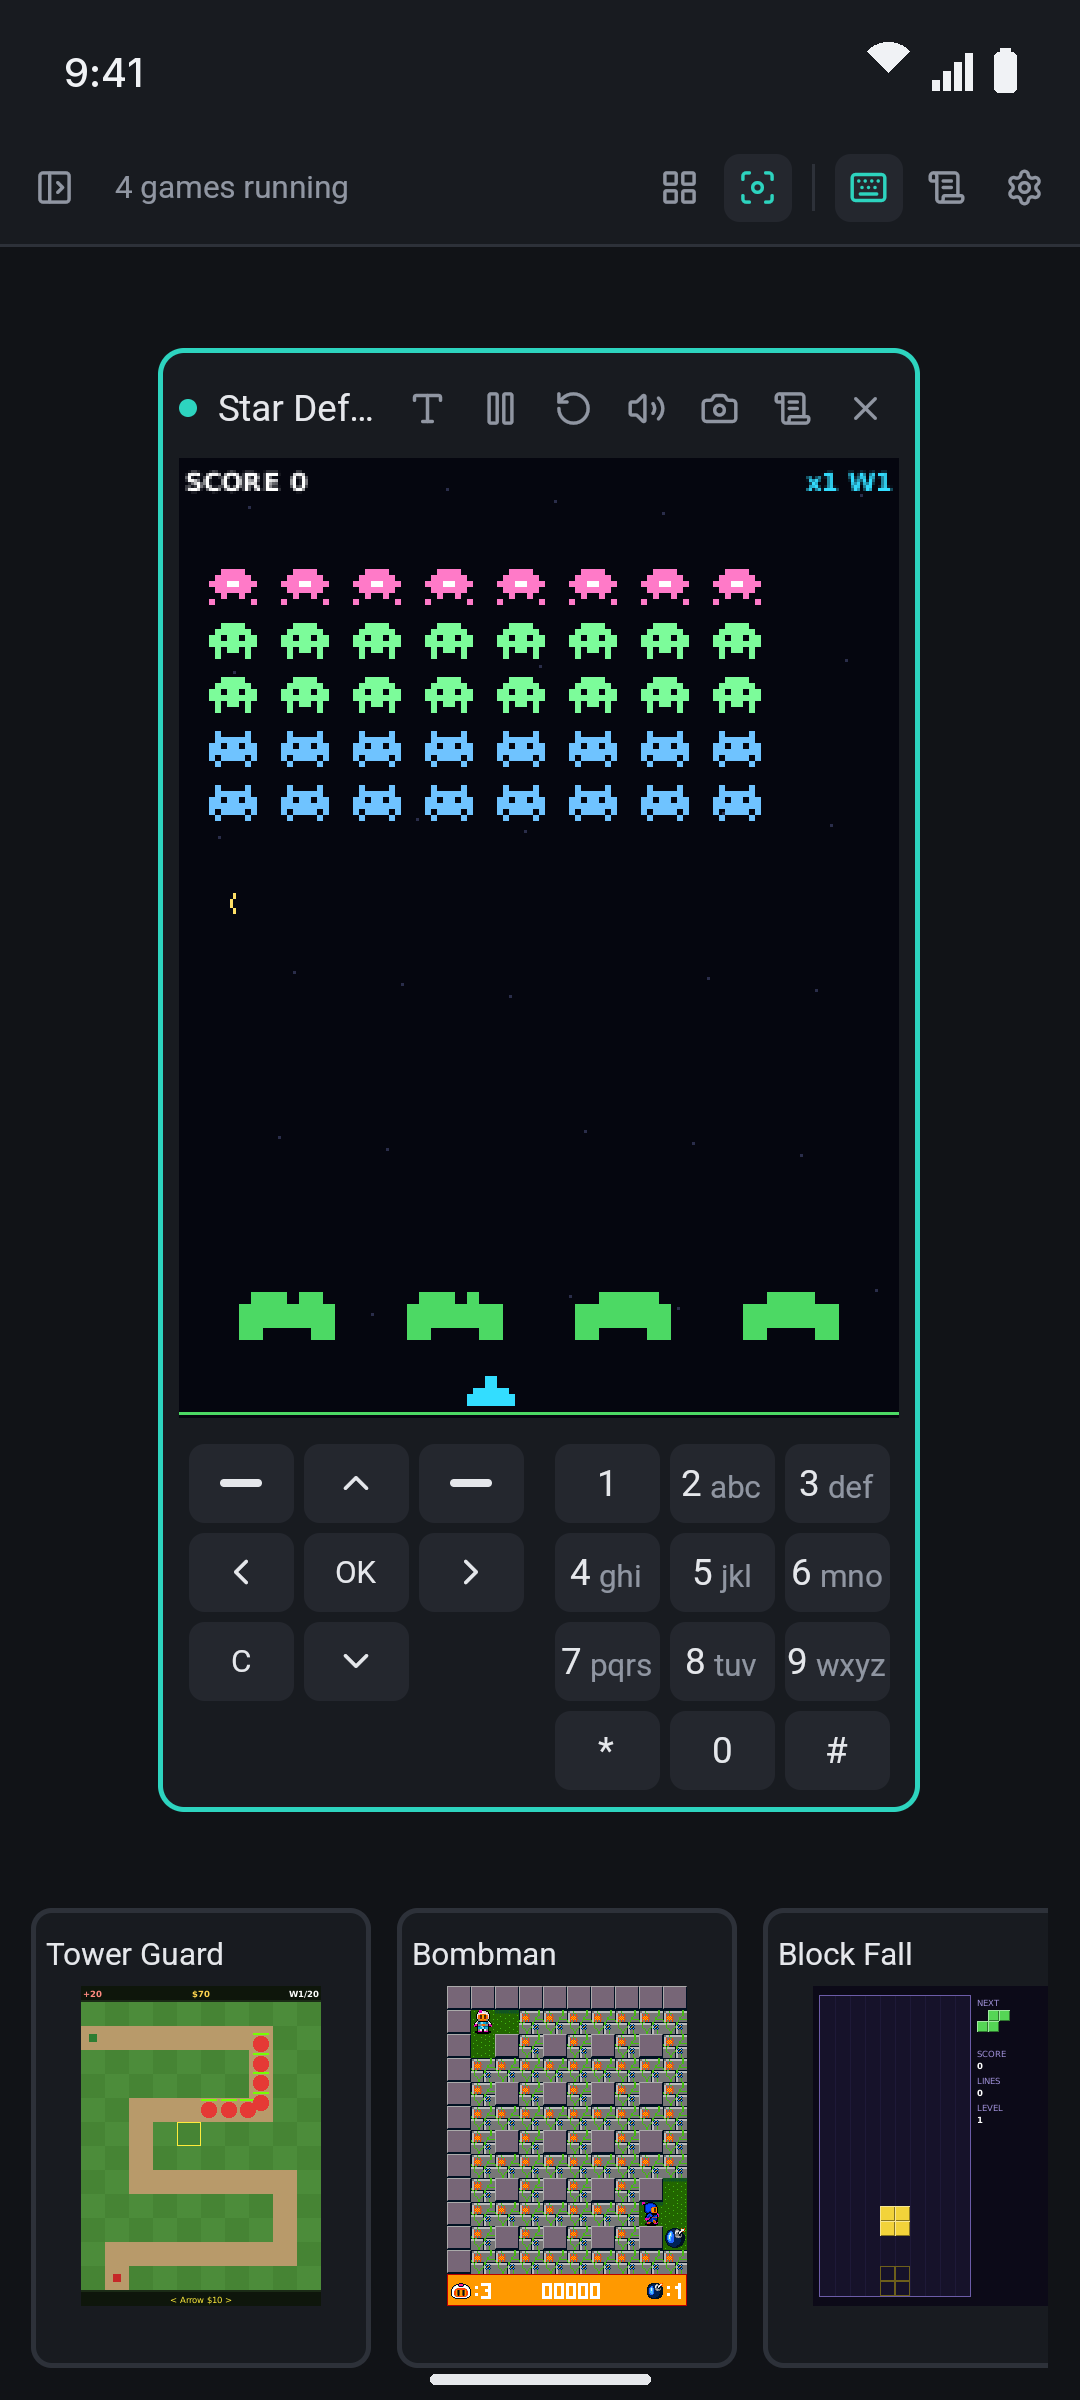 9:41
4 games running
Star Def...
SCORE 0
x1 W1
1
2 abc
3 def
OK
4 ghi
5 jkl
6 mno
C
7 pqrs
8 tuv
9 wxyz
*
0
#
Tower Guard
+20
$70
W1/20
< Arrow $10 >
Bombman
:3
00000
:1
Block Fall
NEXT
SCORE
0
LINES
0
LEVEL
1